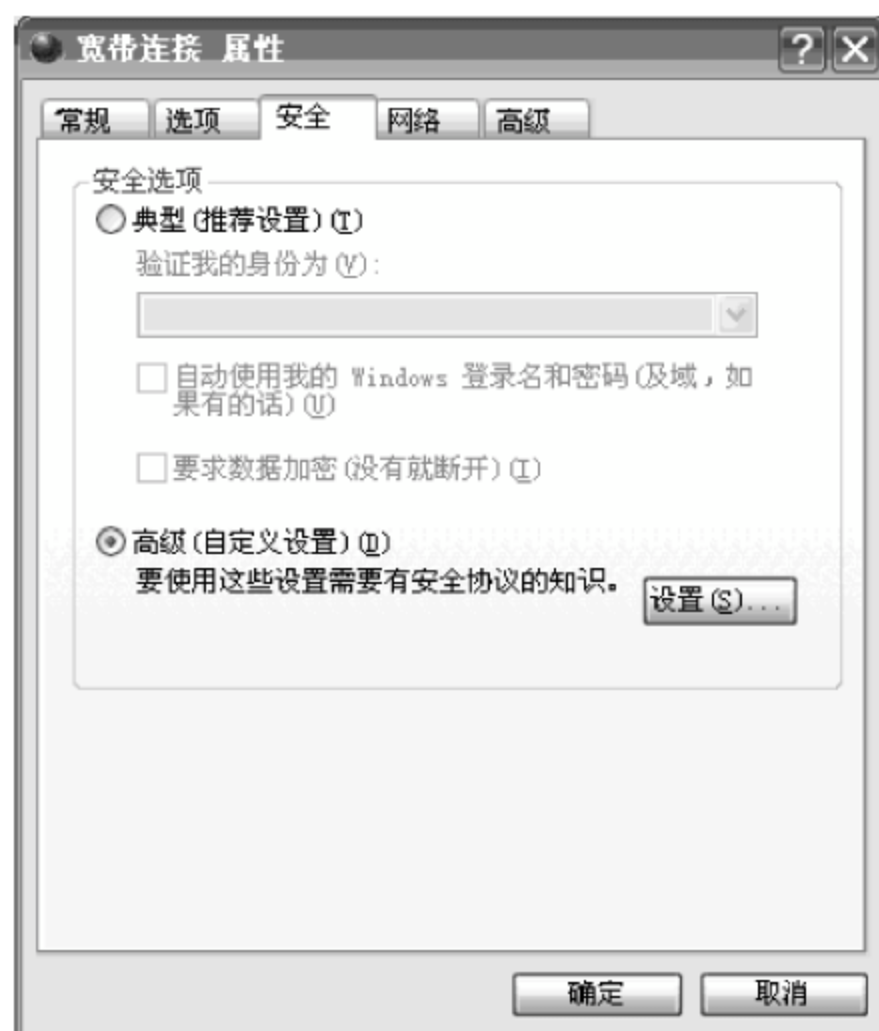 宽带连接 属性
常规 选项 安全 网络 高级
安全选项
典型(推荐设置)(T)
验证我的身份为(V):
自动使用我的 Windows 登录名和密码(及域，如
果有的话)(U)
要求数据加密(没有就断开)(I)
高级(自定义设置)(D)
要使用这些设置需要有安全协议的知识。
设置(S)...
确定 取消